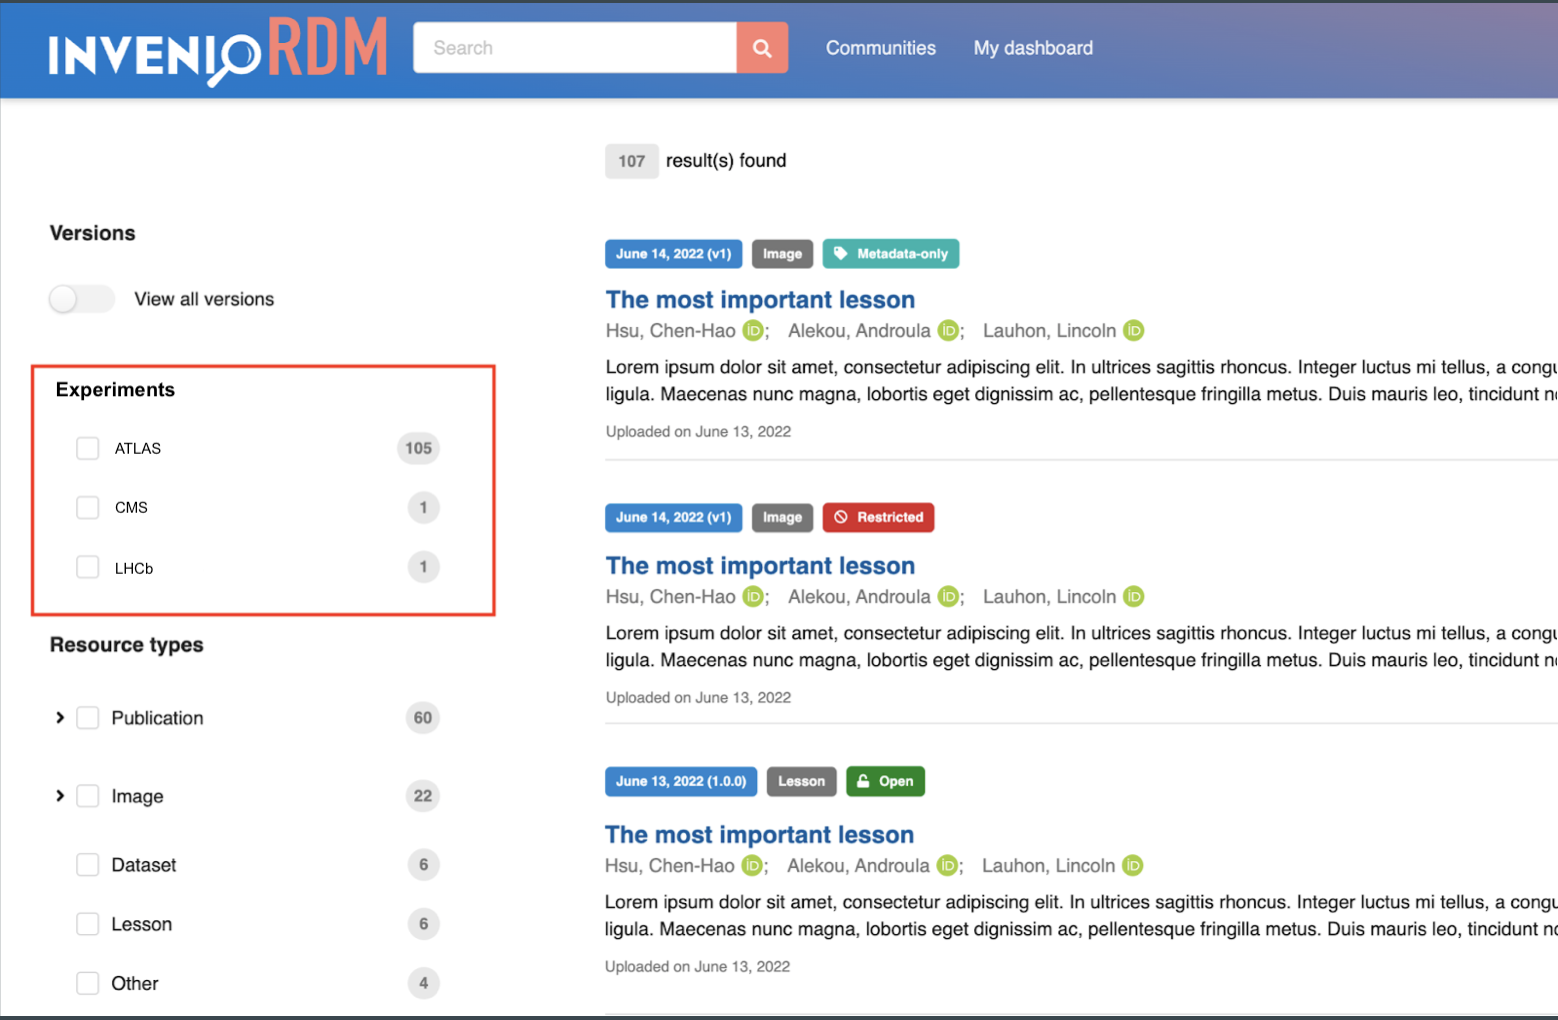 INVENIO RDM
Search
Communities
My dashboard
107 result(s) found
Versions
View all versions
Experiments
ATLAS 105
CMS 1
LHCb 1
Resource types
Publication 60
Image 22
Dataset 6
Lesson 6
Other 4
June 14, 2022 (v1) Image Metadata-only
The most important lesson
Hsu, Chen-Hao iD; Alekou, Androula iD; Lauhon, Lincoln iD
Lorem ipsum dolor sit amet, consectetur adipiscing elit. In ultrices sagittis rhoncus. Integer luctus mi tellus, a
ligula. Maecenas nunc magna, lobortis eget dignissim ac, pellentesque fringilla metus. Duis mauris leo, tincidunt
Uploaded on June 13, 2022
June 14, 2022 (v1) Image Restricted
The most important lesson
Hsu, Chen-Hao iD; Alekou, Androula iD; Lauhon, Lincoln iD
Lorem ipsum dolor sit amet, consectetur adipiscing elit. In ultrices sagittis rhoncus. Integer luctus mi tellus, a
ligula. Maecenas nunc magna, lobortis eget dignissim ac, pellentesque fringilla metus. Duis mauris leo, tincidunt
Uploaded on June 13, 2022
June 13, 2022 (1.0.0) Lesson Open
The most important lesson
Hsu, Chen-Hao iD; Alekou, Androula iD; Lauhon, Lincoln iD
Lorem ipsum dolor sit amet, consectetur adipiscing elit. In ultrices sagittis rhoncus. Integer luctus mi tellus, a
ligula. Maecenas nunc magna, lobortis eget dignissim ac, pellentesque fringilla metus. Duis mauris leo, tincidunt
Uploaded on June 13, 2022